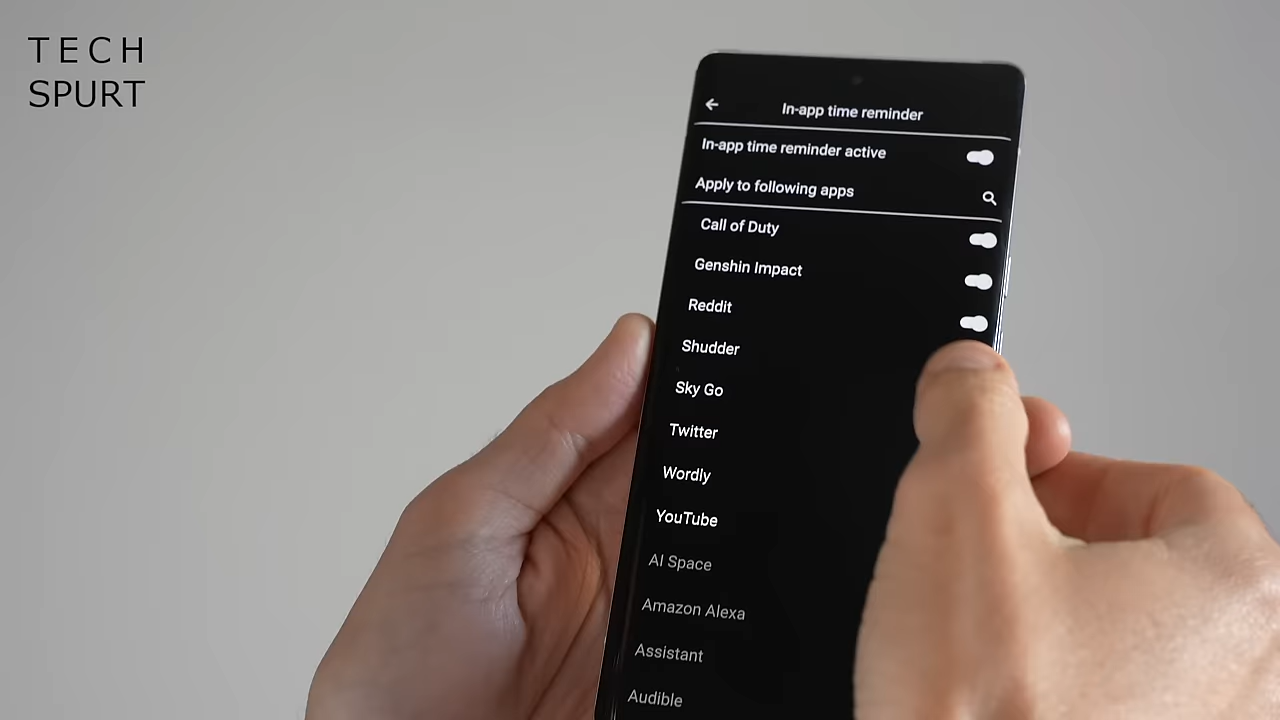 TECH
SPURT
In-app time reminder
In-app time reminder active
Apply to following apps
Call of Duty
Genshin Impact
Reddit
Shudder
Sky Go
Twitter
Wordly
YouTube
AI Space
Amazon Alexa
Assistant
Audible